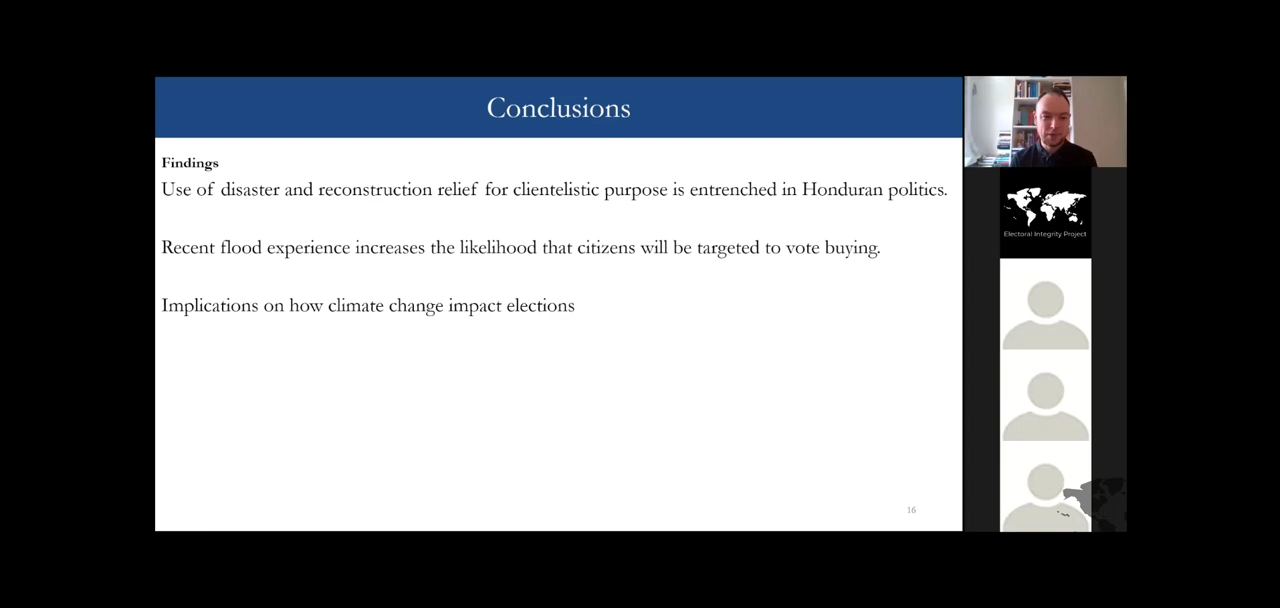 Conclusions
Findings
Use of disaster and reconstruction relief for clientelistic purpose is entrenched in Honduran politics.
Recent flood experience increases the likelihood that citizens will be targeted to vote buying.
Implications on how climate change impact elections
16
Electoral Integrity Project